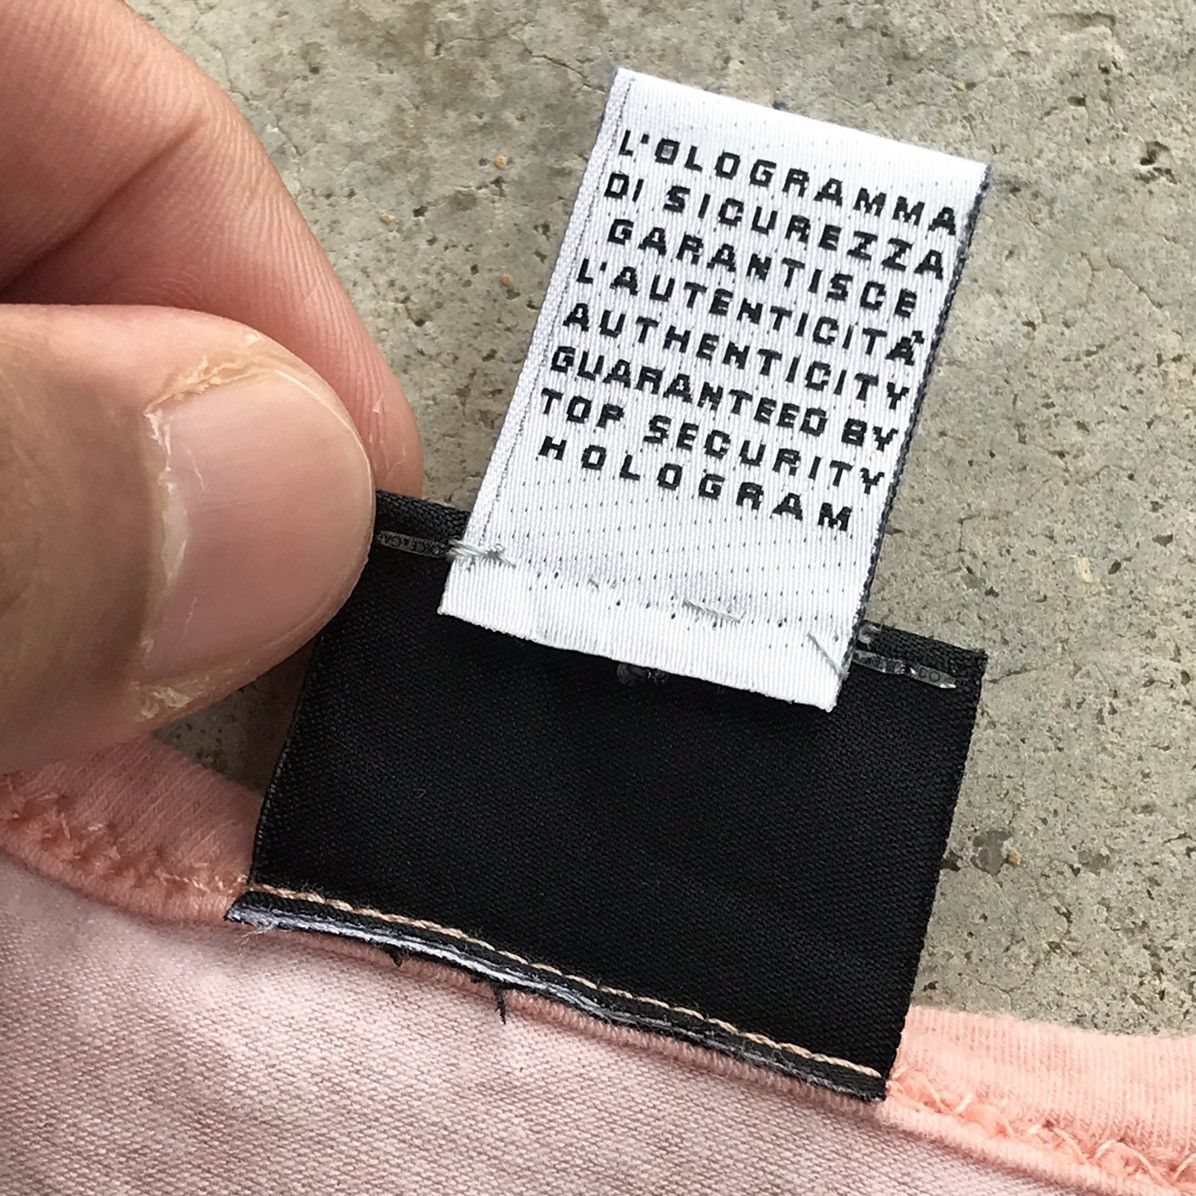 L'OLOGRAMMA
DI SICUREZZA
GARANTISCE
L'AUTENTICITÀ
AUTHENTICITY
GUARANTEED BY
TOP SECURITY
HOLOGRAM